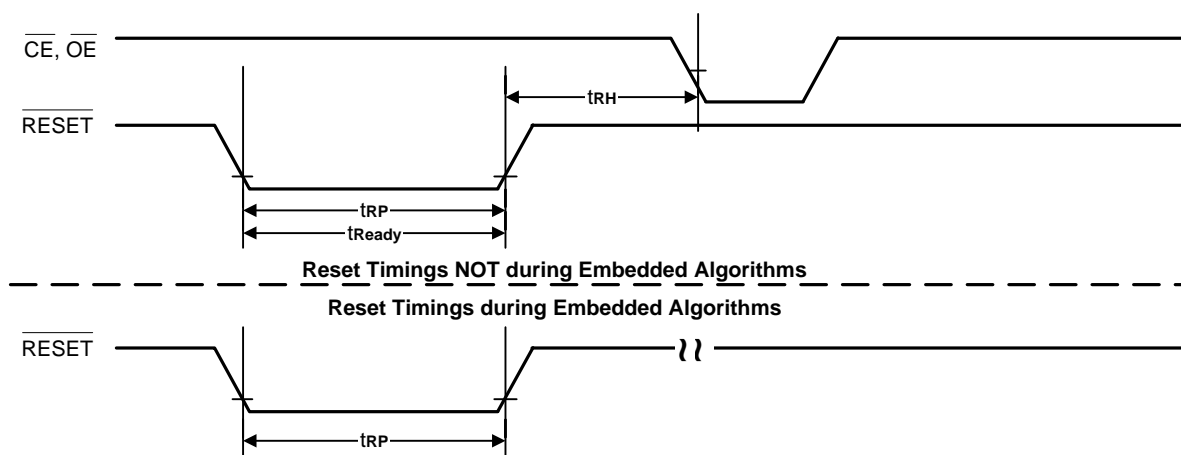 CE, OE
tRH
RESET
tRP
tReady
Reset Timings NOT during Embedded Algorithms
Reset Timings during Embedded Algorithms
RESET
tRP